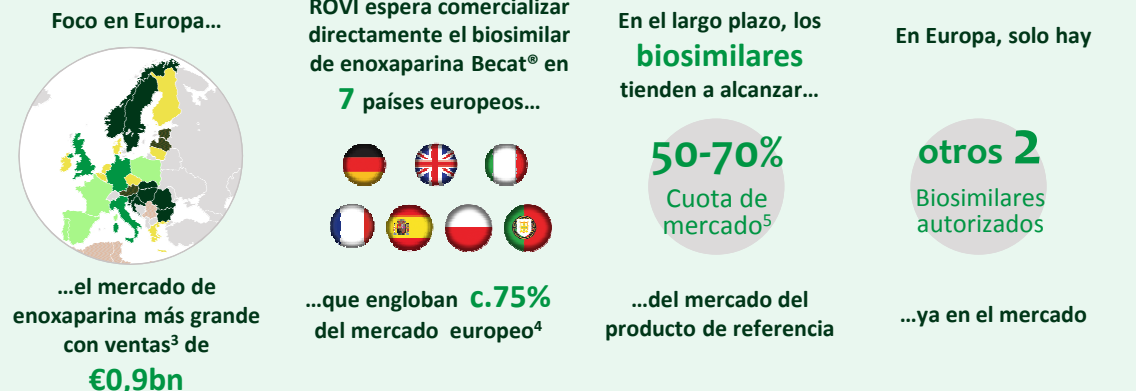 Foco en Europa…
…el mercado de
enoxaparina más grande
con ventas³ de
€0,9bn
ROVI espera comercializar
directamente el biosimilar
de enoxaparina Becat® en
7 países europeos…
…que engloban c.75%
del mercado europeo⁴
En el largo plazo, los
biosimilares
tienden a alcanzar…
50-70%
Cuota de
mercado⁵
…del mercado del
producto de referencia
En Europa, solo hay
otros 2
Biosimilares
autorizados
…ya en el mercado